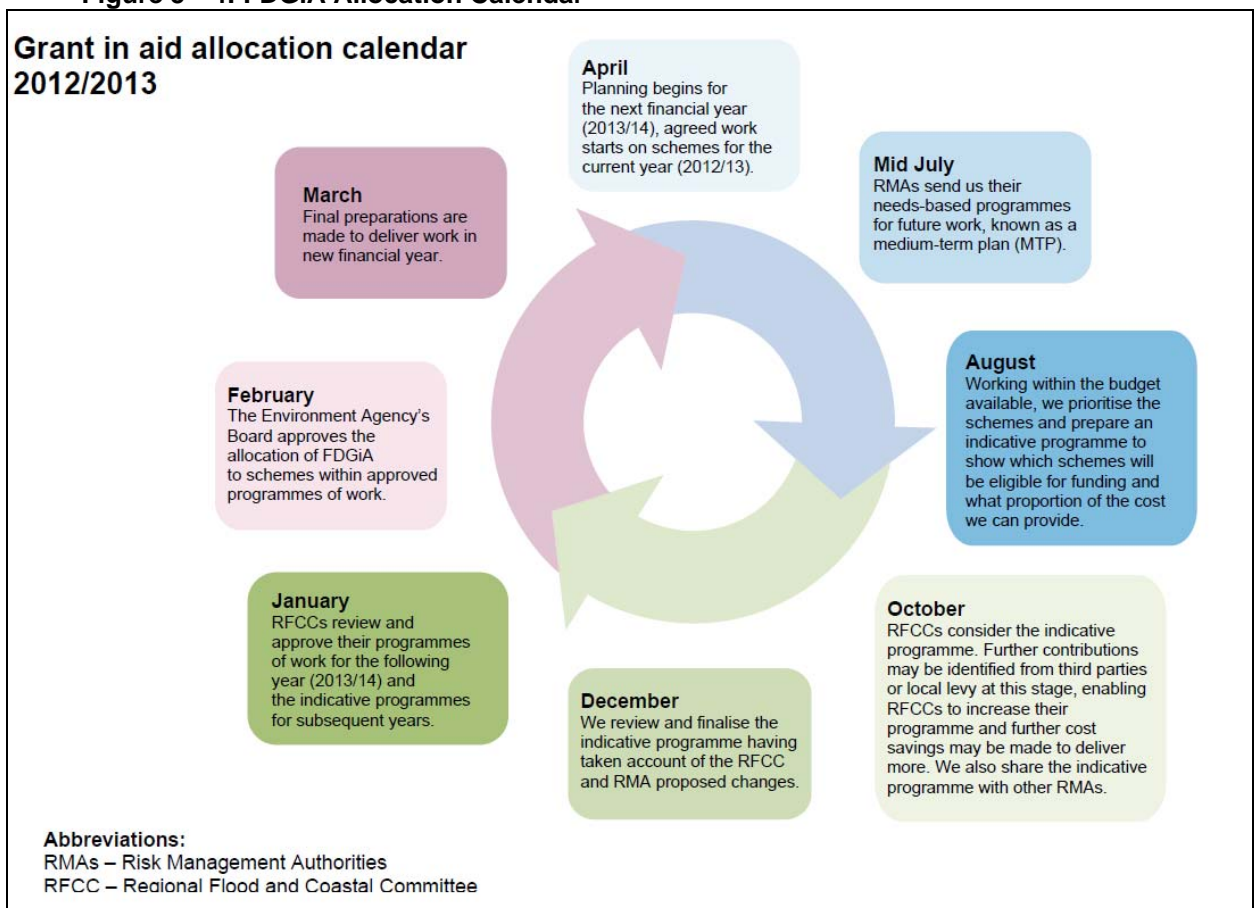 Figure 3 – 4: FDGiA Allocation Calendar
Grant in aid allocation calendar
2012/2013
April
Planning begins for
the next financial year
(2013/14), agreed work
starts on schemes for the
current year (2012/13).
Mid July
RMAs send us their
needs-based programmes
for future work, known as a
medium-term plan (MTP).
August
Working within the budget
available, we prioritise the
schemes and prepare an
indicative programme to
show which schemes will
be eligible for funding and
what proportion of the cost
we can provide.
October
RFCCs consider the indicative
programme. Further contributions
may be identified from third parties
or local levy at this stage, enabling
RFCCs to increase their
programme and further cost
savings may be made to deliver
more. We also share the indicative
programme with other RMAs.
December
We review and finalise the
indicative programme having
taken account of the RFCC
and RMA proposed changes.
January
RFCCs review and
approve their programmes
of work for the following
year (2013/14) and
the indicative programmes
for subsequent years.
February
The Environment Agency's
Board approves the
allocation of FDGiA
to schemes within approved
programmes of work.
March
Final preparations are
made to deliver work in
new financial year.
Abbreviations:
RMAs – Risk Management Authorities
RFCC – Regional Flood and Coastal Committee